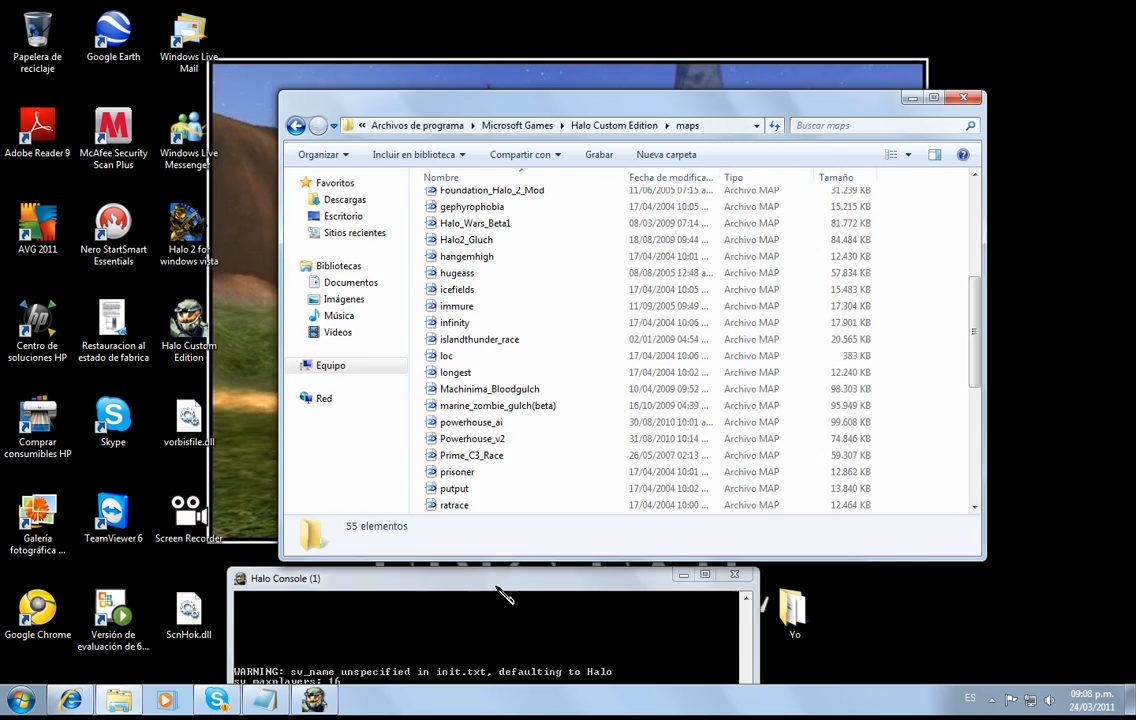 Papelera de
reciclaje
Google Earth
Windows Live
Mail
Adobe Reader 9
McAfee Security
Scan Plus
Windows Live
Messenger
AVG 2011
Nero StartSmart
Essentials
Halo 2 for
windows vista
Centro de
soluciones HP
Restauracion al
estado de fabrica
Halo Custom
Edition
Comprar
consumibles HP
Skype
vorbisfile.dll
Galería
fotográfica ...
TeamViewer 6
Screen Recorder
Google Chrome
Versión de
evaluación de 6...
ScnHok.dll
Yo
« Archivos de programa Microsoft Games Halo Custom Edition maps
Buscar maps
Organizar Incluir en biblioteca Compartir con Grabar Nueva carpeta
Favoritos
Descargas
Escritorio
Sitios recientes
Bibliotecas
Documentos
Imágenes
Música
Vídeos
Equipo
Red
Nombre Fecha de modifica... Tipo Tamaño
Foundation_Halo_2_Mod 11/06/2005 07:15 a... Archivo MAP 31.239 KB
gephyrophobia 17/04/2004 10:05 ... Archivo MAP 15.215 KB
Halo_Wars_Beta1 08/03/2009 07:14 ... Archivo MAP 81.772 KB
Halo2_Gluch 18/08/2009 09:44 ... Archivo MAP 84.484 KB
hangemhigh 17/04/2004 10:01 ... Archivo MAP 12.430 KB
hugeass 08/08/2005 12:48 a... Archivo MAP 57.834 KB
icefields 17/04/2004 10:05 ... Archivo MAP 15.483 KB
immure 11/09/2005 09:49 ... Archivo MAP 17.304 KB
infinity 17/04/2004 10:06 ... Archivo MAP 17.901 KB
islandthunder_race 02/01/2009 04:54 ... Archivo MAP 20.565 KB
loc 17/04/2004 10:06 ... Archivo MAP 383 KB
longest 17/04/2004 10:02 ... Archivo MAP 12.240 KB
Machinima_Bloodgulch 10/04/2009 09:52 ... Archivo MAP 98.303 KB
marine_zombie_gulch(beta) 16/10/2009 04:39 ... Archivo MAP 95.949 KB
powerhouse_ai 30/08/2010 10:01 a... Archivo MAP 99.608 KB
Powerhouse_v2 31/08/2010 10:14 ... Archivo MAP 74.846 KB
Prime_C3_Race 26/05/2007 02:13 ... Archivo MAP 59.307 KB
prisoner 17/04/2004 10:01 ... Archivo MAP 12.862 KB
putput 17/04/2004 10:02 ... Archivo MAP 13.840 KB
ratrace 17/04/2004 10:00 ... Archivo MAP 12.464 KB
55 elementos
Halo Console (1)
WARNING: sv_name unspecified in init.txt, defaulting to Halo
sv_maxplayers: 16
ES
09:08 p.m.
24/03/2011